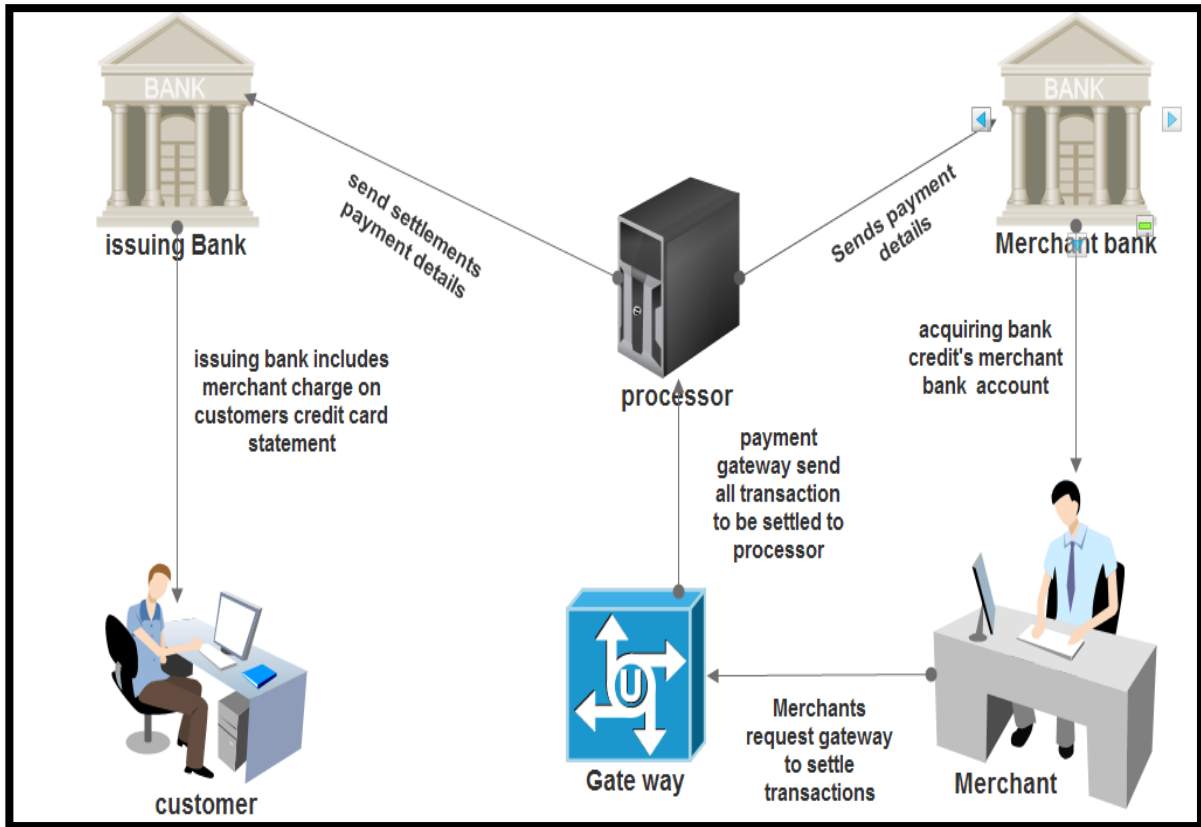 BANK
BANK
send settlements
payment details
Sends payment
details
issuing Bank
Merchant bank
issuing bank includes
merchant charge on
customers credit card
statement
acquiring bank
credit's merchant
bank account
processor
payment
gateway send
all transaction
to be settled to
processor
U
Merchants
request gateway
to settle
transactions
Gate way
Merchant
customer